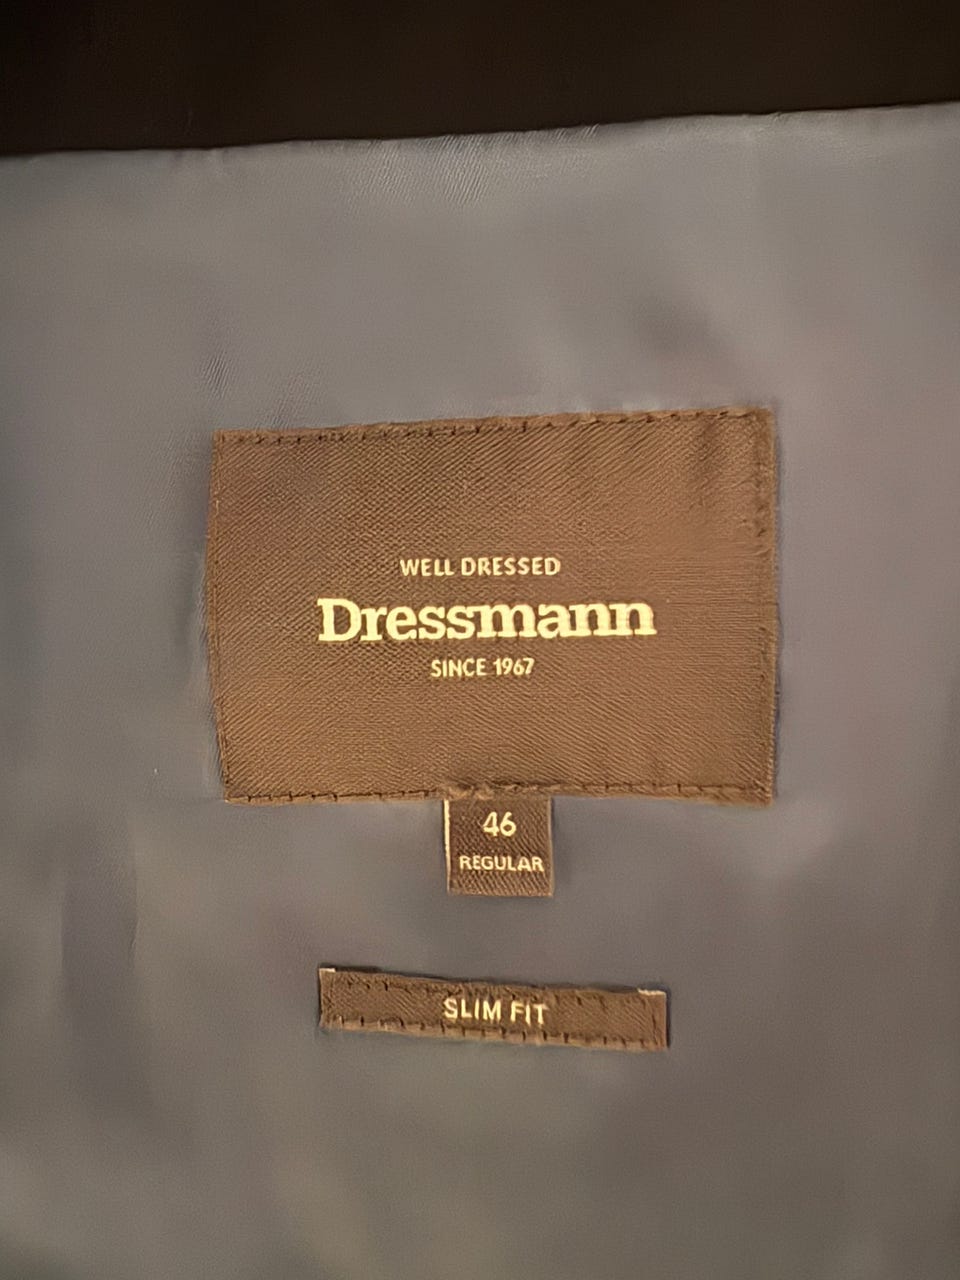 WELL DRESSED
Dressmann
SINCE 1967
46
REGULAR
SLIM FIT